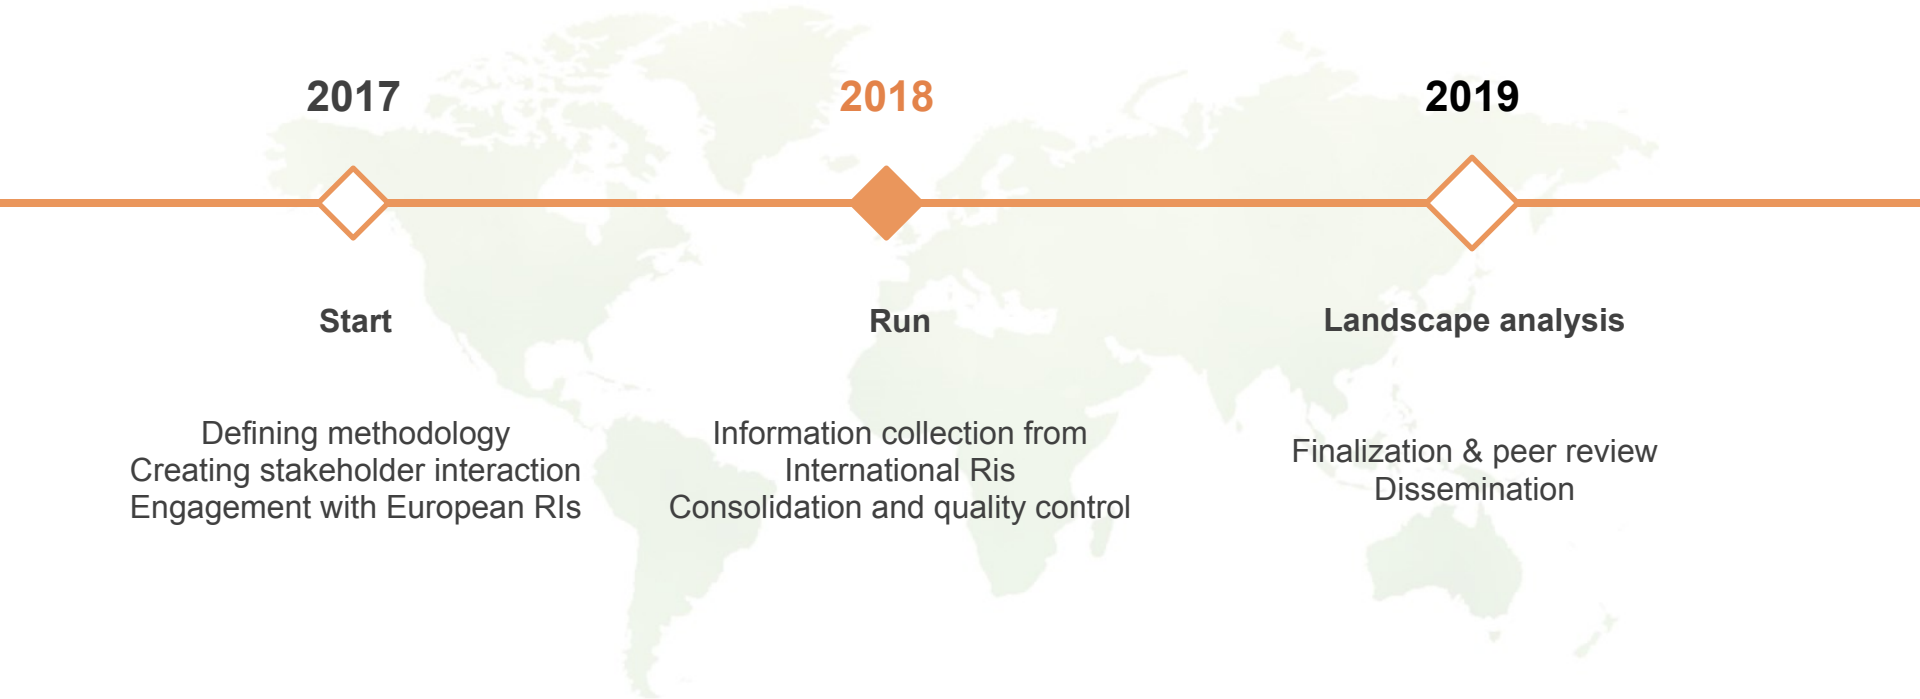 2017
2018
2019
Start
Run
Landscape analysis
Defining methodology
Creating stakeholder interaction
Engagement with European RIs
Information collection from
International Ris
Consolidation and quality control
Finalization & peer review
Dissemination